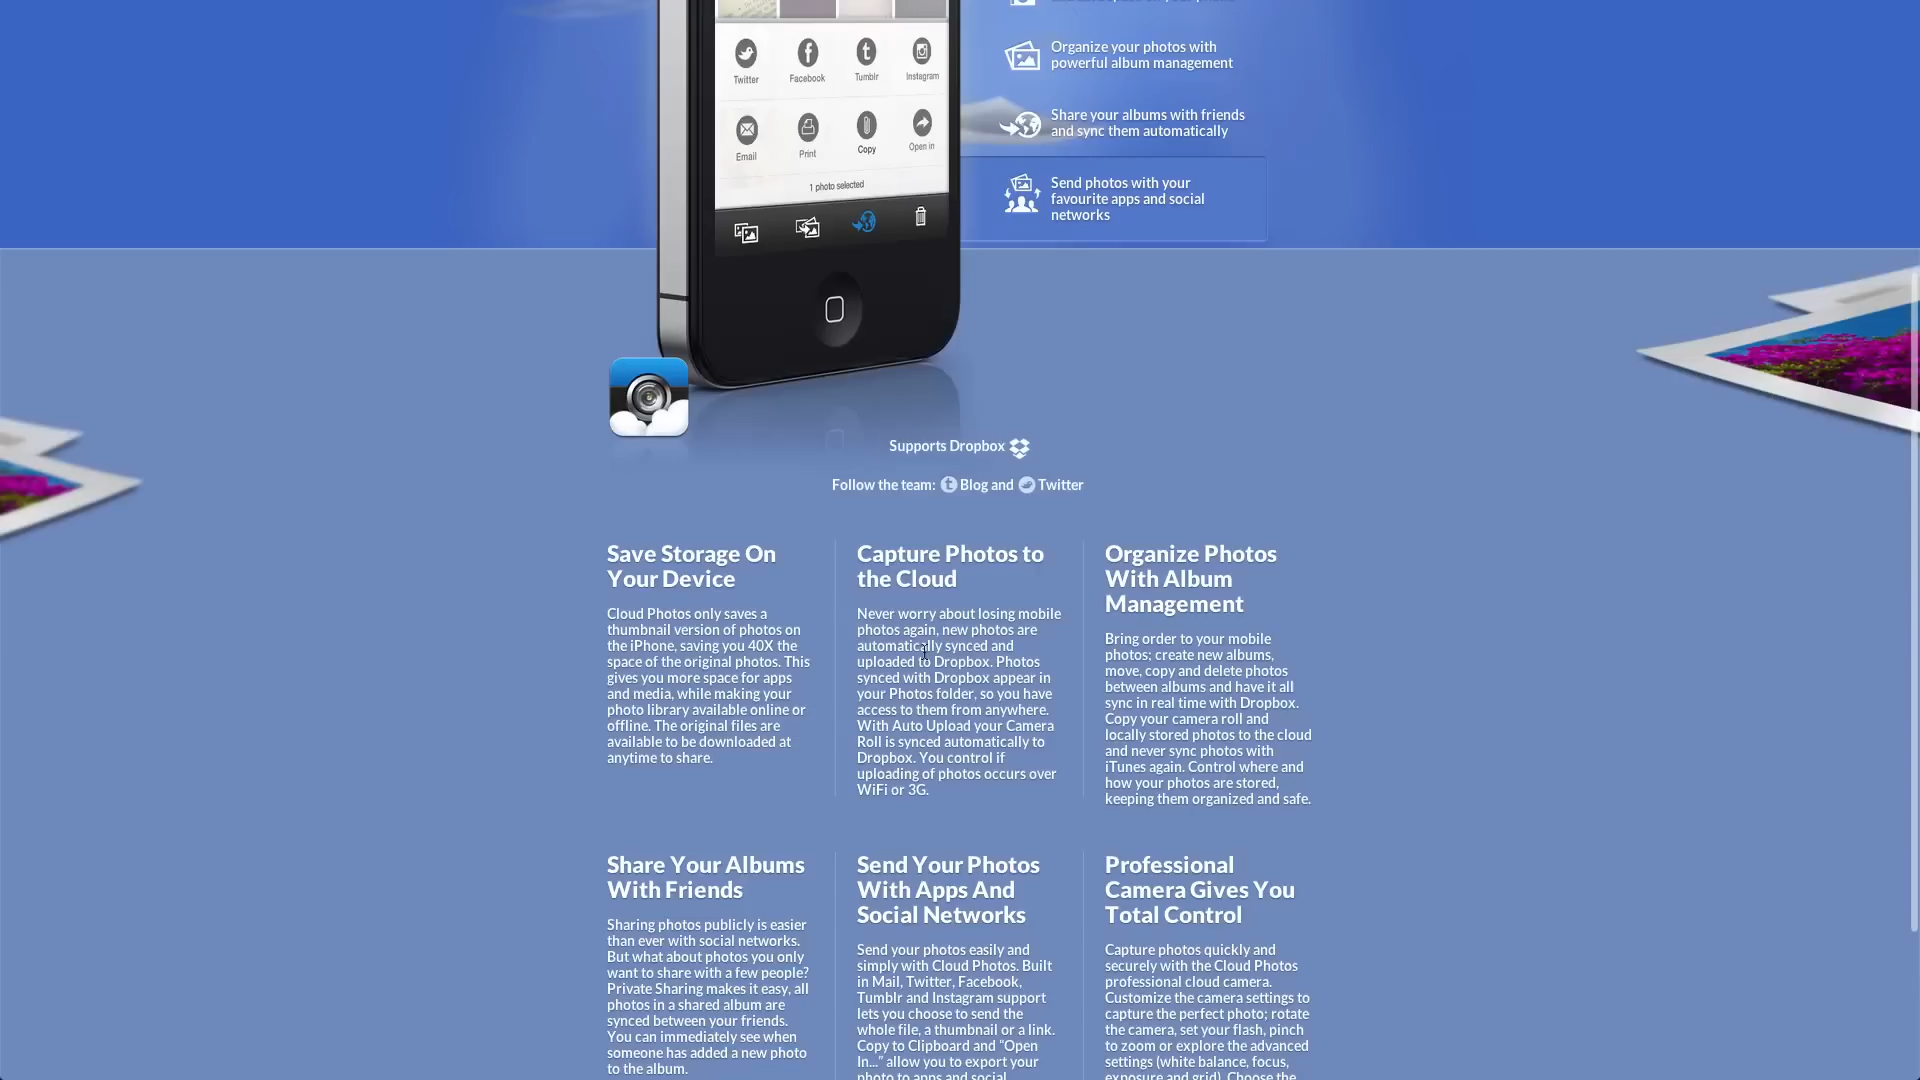 Twitter Facebook Tumblr Instagram
Email Print Copy Open in
1 photo selected
Organize your photos with
powerful album management
Share your albums with friends
and sync them automatically
Send photos with your
favourite apps and social
networks
Supports Dropbox
Follow the team: Blog and Twitter
Save Storage On
Your Device
Cloud Photos only saves a
thumbnail version of photos on
the iPhone, saving you 40X the
space of the original photos. This
gives you more space for apps
and media, while making your
photo library available online or
offline. The original files are
available to be downloaded at
anytime to share.
Capture Photos to
the Cloud
Never worry about losing mobile
photos again, new photos are
automatically synced and
uploaded to Dropbox. Photos
synced with Dropbox appear in
your Photos folder, so you have
access to them from anywhere.
With Auto Upload your Camera
Roll is synced automatically to
Dropbox. You control if
uploading of photos occurs over
WiFi or 3G.
Organize Photos
With Album
Management
Bring order to your mobile
photos; create new albums,
move, copy and delete photos
between albums and have it all
sync in real time with Dropbox.
Copy your camera roll and
locally stored photos to the cloud
and never sync photos with
iTunes again. Control where and
how your photos are stored,
keeping them organized and safe.
Share Your Albums
With Friends
Sharing photos publicly is easier
than ever with social networks.
But what about photos you only
want to share with a few people?
Private Sharing makes it easy, all
photos in a shared album are
synced between your friends.
You can immediately see when
someone has added a new photo
to the album.
Send Your Photos
With Apps And
Social Networks
Send your photos easily and
simply with Cloud Photos. Built
in Mail, Twitter, Facebook,
Tumblr and Instagram support
lets you choose to send the
whole file, a thumbnail or a link.
Copy to Clipboard and “Open
In...” allow you to export your
photo to apps and social
Professional
Camera Gives You
Total Control
Capture photos quickly and
securely with the Cloud Photos
professional cloud camera.
Customize the camera settings to
capture the perfect photo; rotate
the camera, set your flash, pinch
to zoom or explore the advanced
settings (white balance, focus,
exposure and grid). Choose the